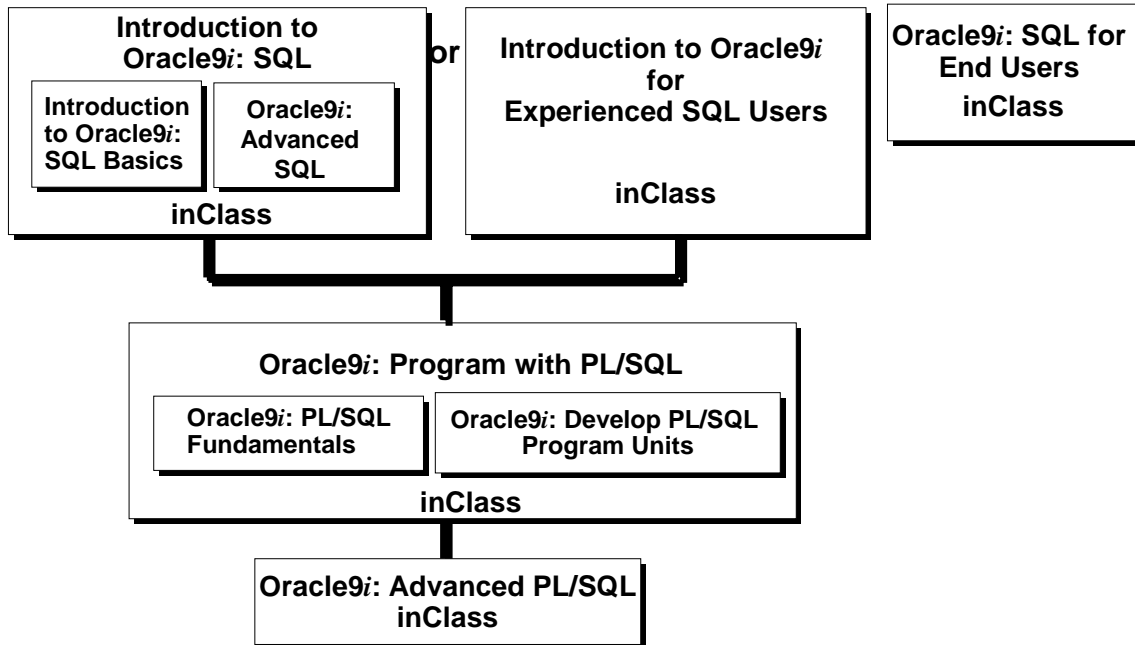 Introduction to
Oracle9i: SQL
Introduction
to Oracle9i:
SQL Basics
Oracle9i:
Advanced
SQL
inClass
or
Introduction to Oracle9i
for
Experienced SQL Users
inClass
Oracle9i: SQL for
End Users
inClass
Oracle9i: Program with PL/SQL
Oracle9i: PL/SQL
Fundamentals
Oracle9i: Develop PL/SQL
Program Units
inClass
Oracle9i: Advanced PL/SQL
inClass